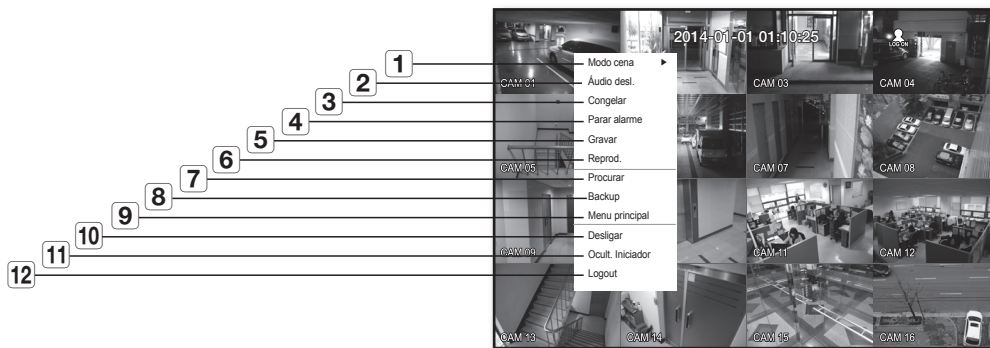 2014-01-01 01:10:25
LOG ON
CAM 01
CAM 03
CAM 04
CAM 05
CAM 07
CAM 08
CAM 09
CAM 11
CAM 12
CAM 13
CAM 14
CAM 15
CAM 16
1 Modo cena
2 Áudio desl.
3 Congelar
4 Parar alarme
5 Gravar
6 Reprod.
7 Procurar
8 Backup
9 Menu principal
10 Desligar
11 Ocult. Iniciador
12 Logout